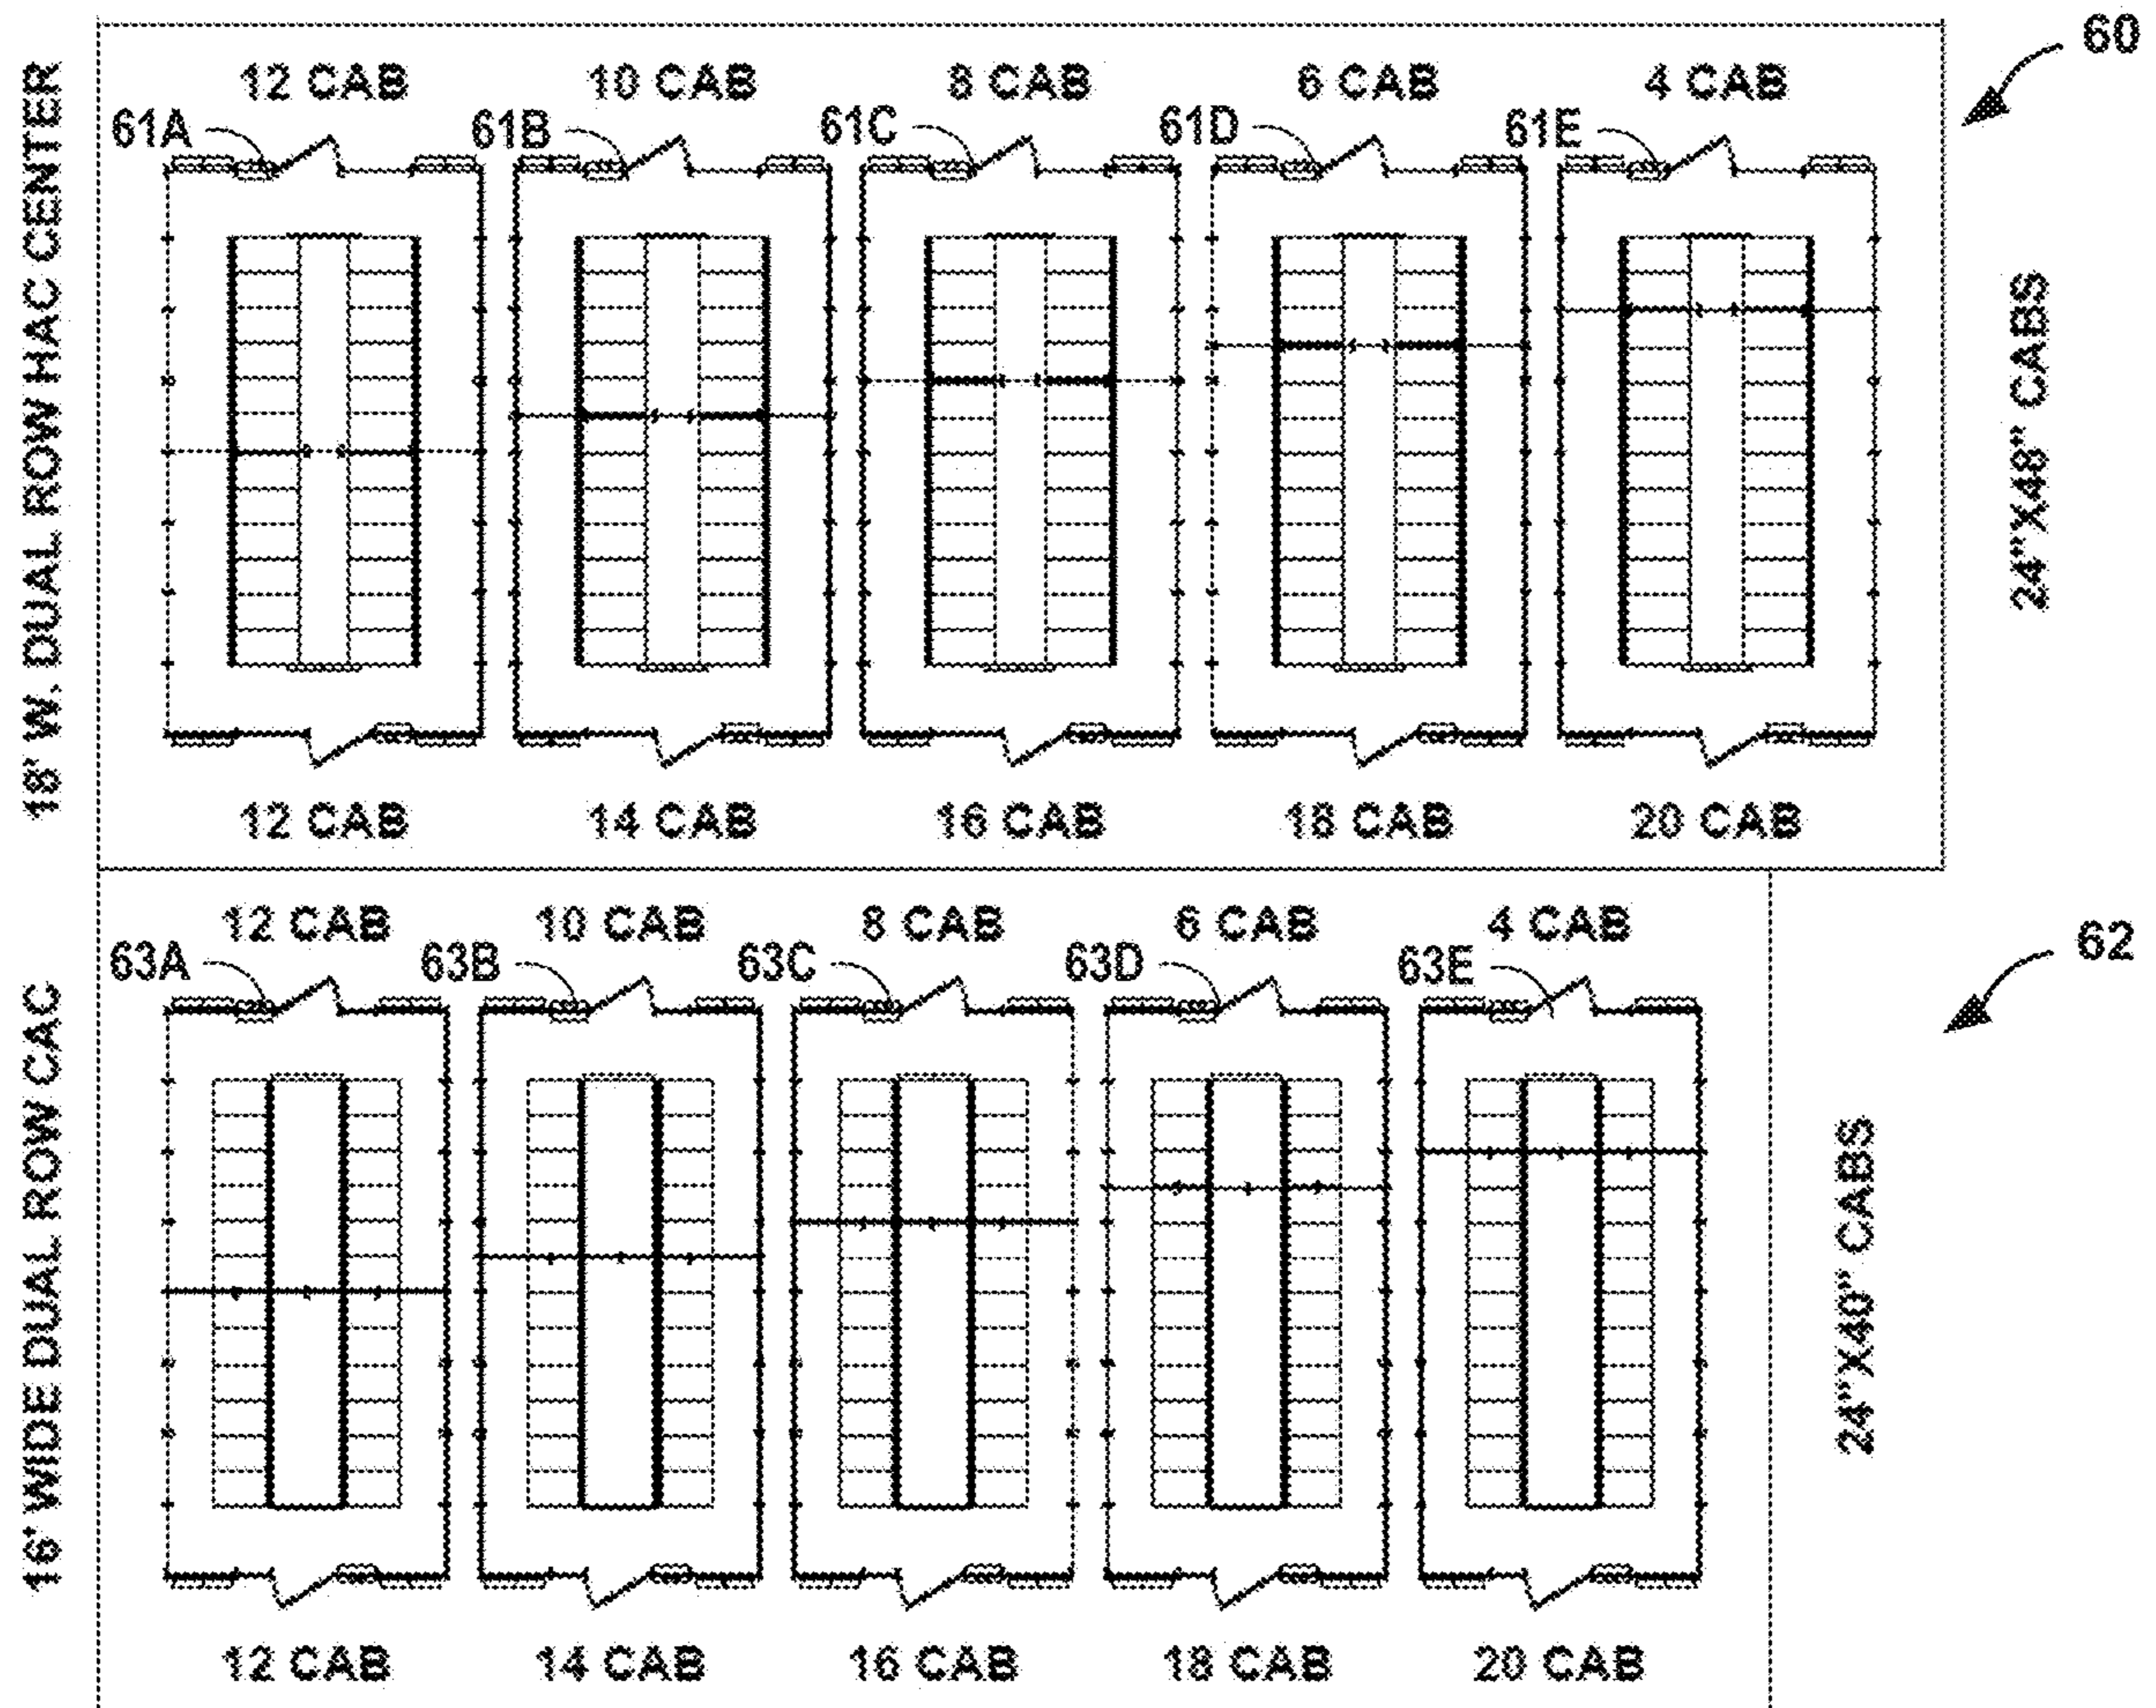 60
18' W. DUAL ROW HAC CENTER
12 CAB 10 CAB 8 CAB 6 CAB 4 CAB
61A 61B 61C 61D 61E
24"X48" CABS
12 CAB 14 CAB 16 CAB 18 CAB 20 CAB
62
16' WIDE DUAL ROW CAC
12 CAB 10 CAB 8 CAB 6 CAB 4 CAB
63A 63B 63C 63D 63E
24"X40" CABS
12 CAB 14 CAB 16 CAB 18 CAB 20 CAB